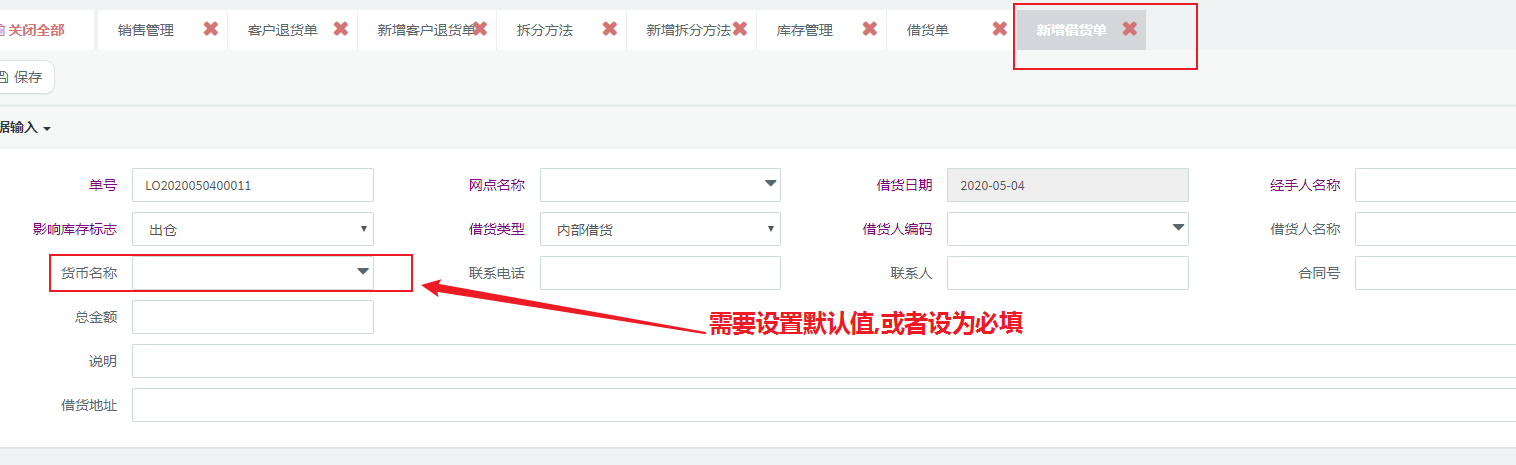 关闭全部 销售管理 客户退货单 新增客户退货单 拆分方法 新增拆分方法 库存管理 借货单 新增借货单
保存
据输入
单号 LO2020050400011 网点名称 借货日期 2020-05-04 经手人名称
影响库存标志 出仓 借货类型 内部借货 借货人编码 借货人名称
货币名称 联系电话 联系人 合同号
总金额 需要设置默认值,或者设为必填
说明
借货地址